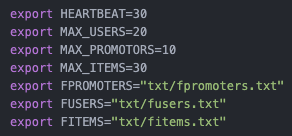 export HEARTBEAT=30
export MAX_USERS=20
export MAX_PROMOTORS=10
export MAX_ITEMS=30
export FPROMOTERS="txt/fpromoters.txt"
export FUSERS="txt/fusers.txt"
export FITEMS="txt/fitems.txt"